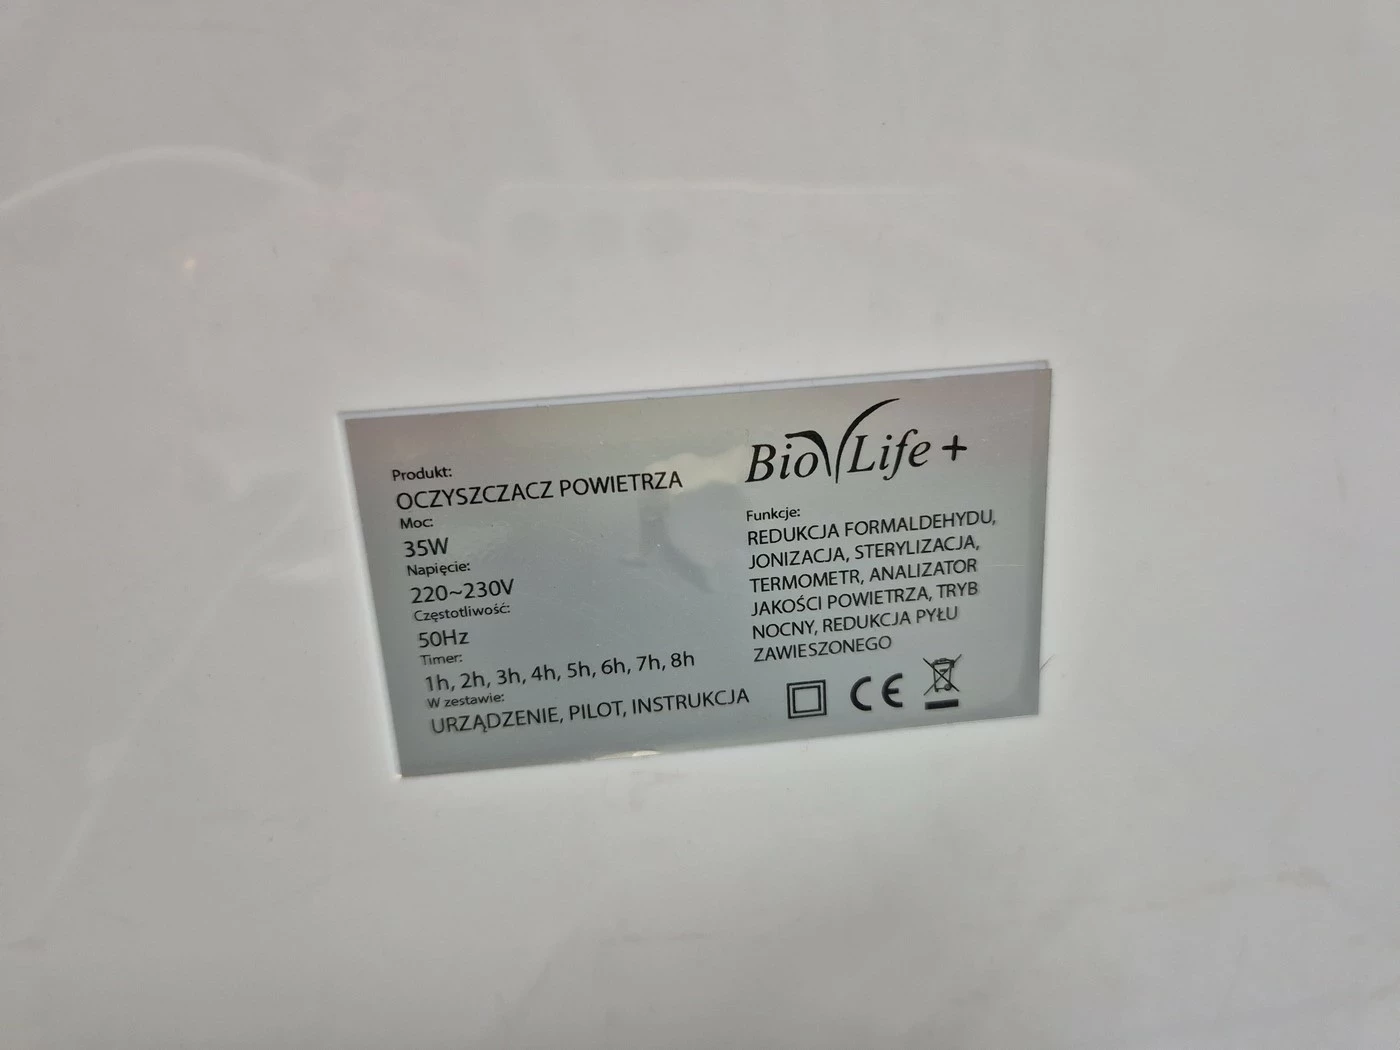 Produkt:
OCZYSZCZACZ POWIETRZA
Moc:
35W
Napięcie:
220~230V
Częstotliwość:
50Hz
Timer:
1h, 2h, 3h, 4h, 5h, 6h, 7h, 8h
W zestawie:
URZĄDZENIE, PILOT, INSTRUKCJA
Bio Life +
Funkcje:
REDUKCJA FORMALDEHYDU,
JONIZACJA, STERYLIZACJA,
TERMOMETR, ANALIZATOR
JAKOŚCI POWIETRZA, TRYB
NOCNY, REDUKCJA PYŁU
ZAWIESZONEGO
CE